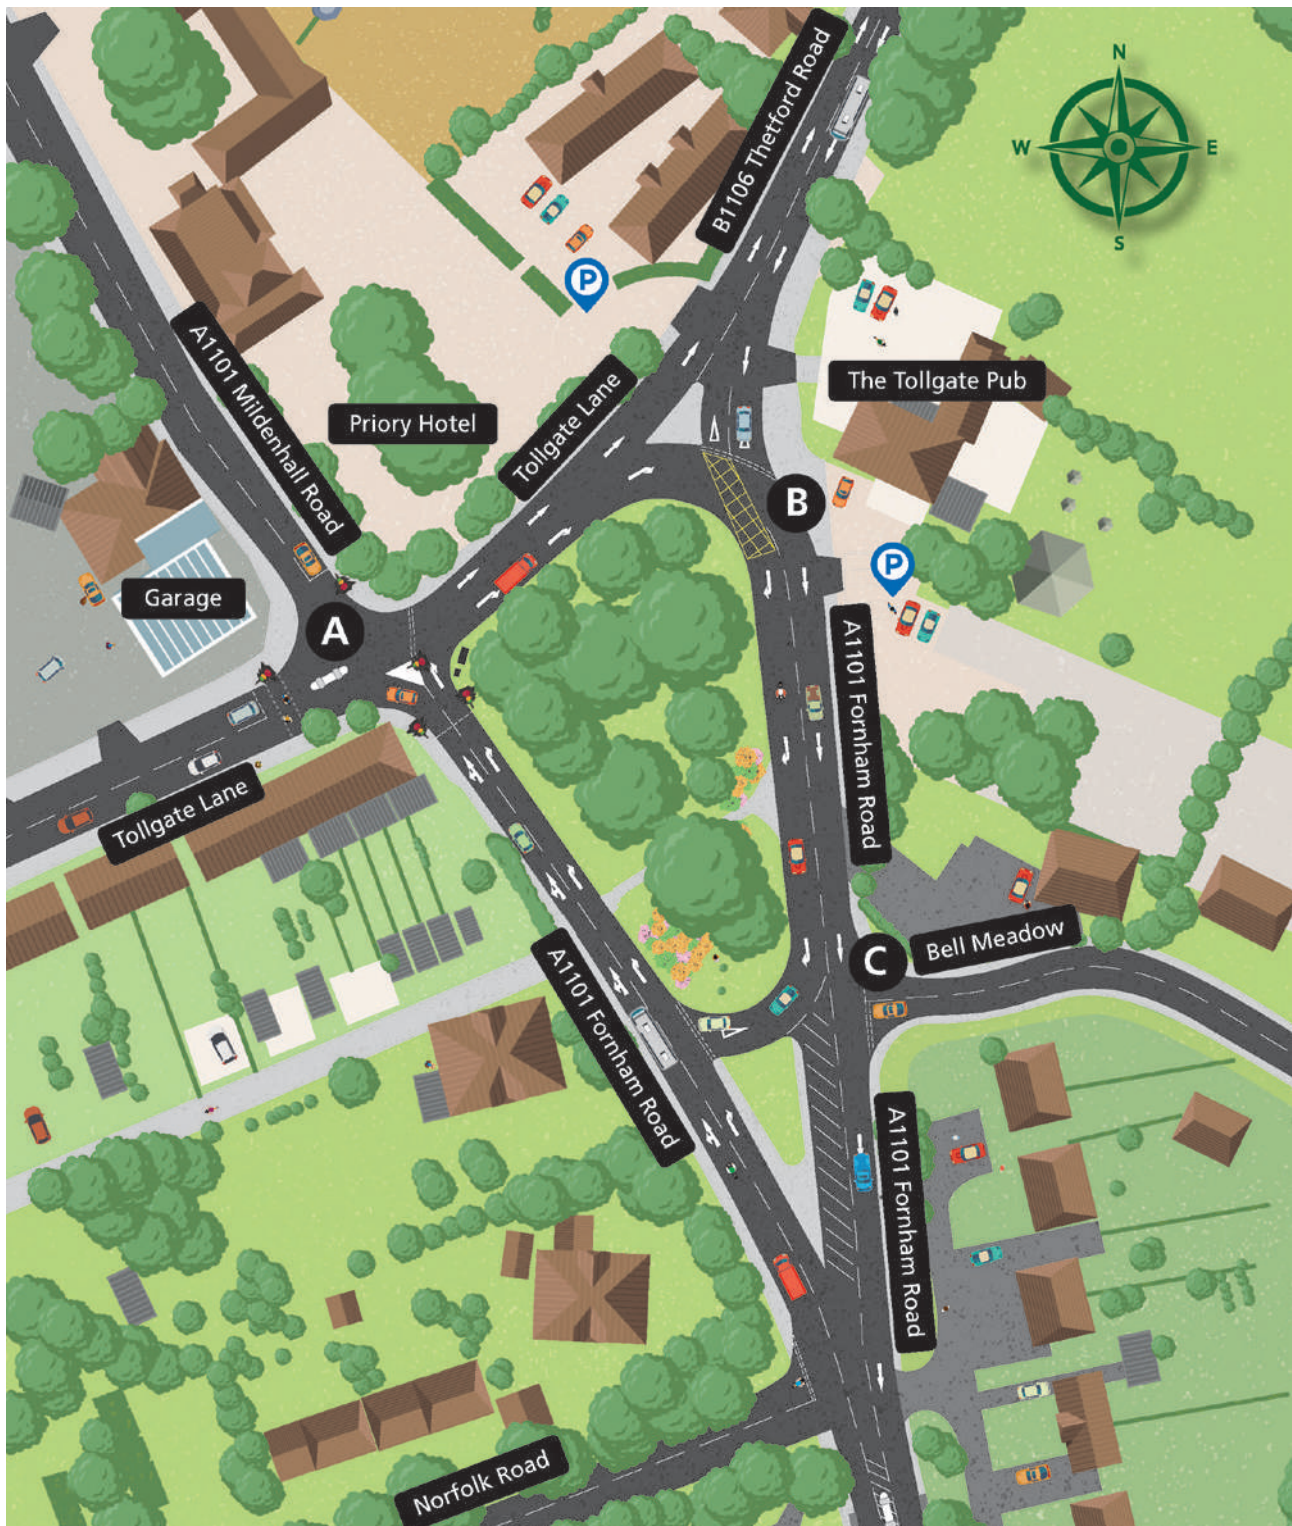 N
W
E
S
B1106 Thetford Road
P
A1101 Mildenhall Road
The Tollgate Pub
Priory Hotel
Tollgate Lane
B
P
Garage
A
A1101 Fornham Road
Tollgate Lane
Bell Meadow
C
A1101 Fornham Road
A1101 Fornham Road
Norfolk Road